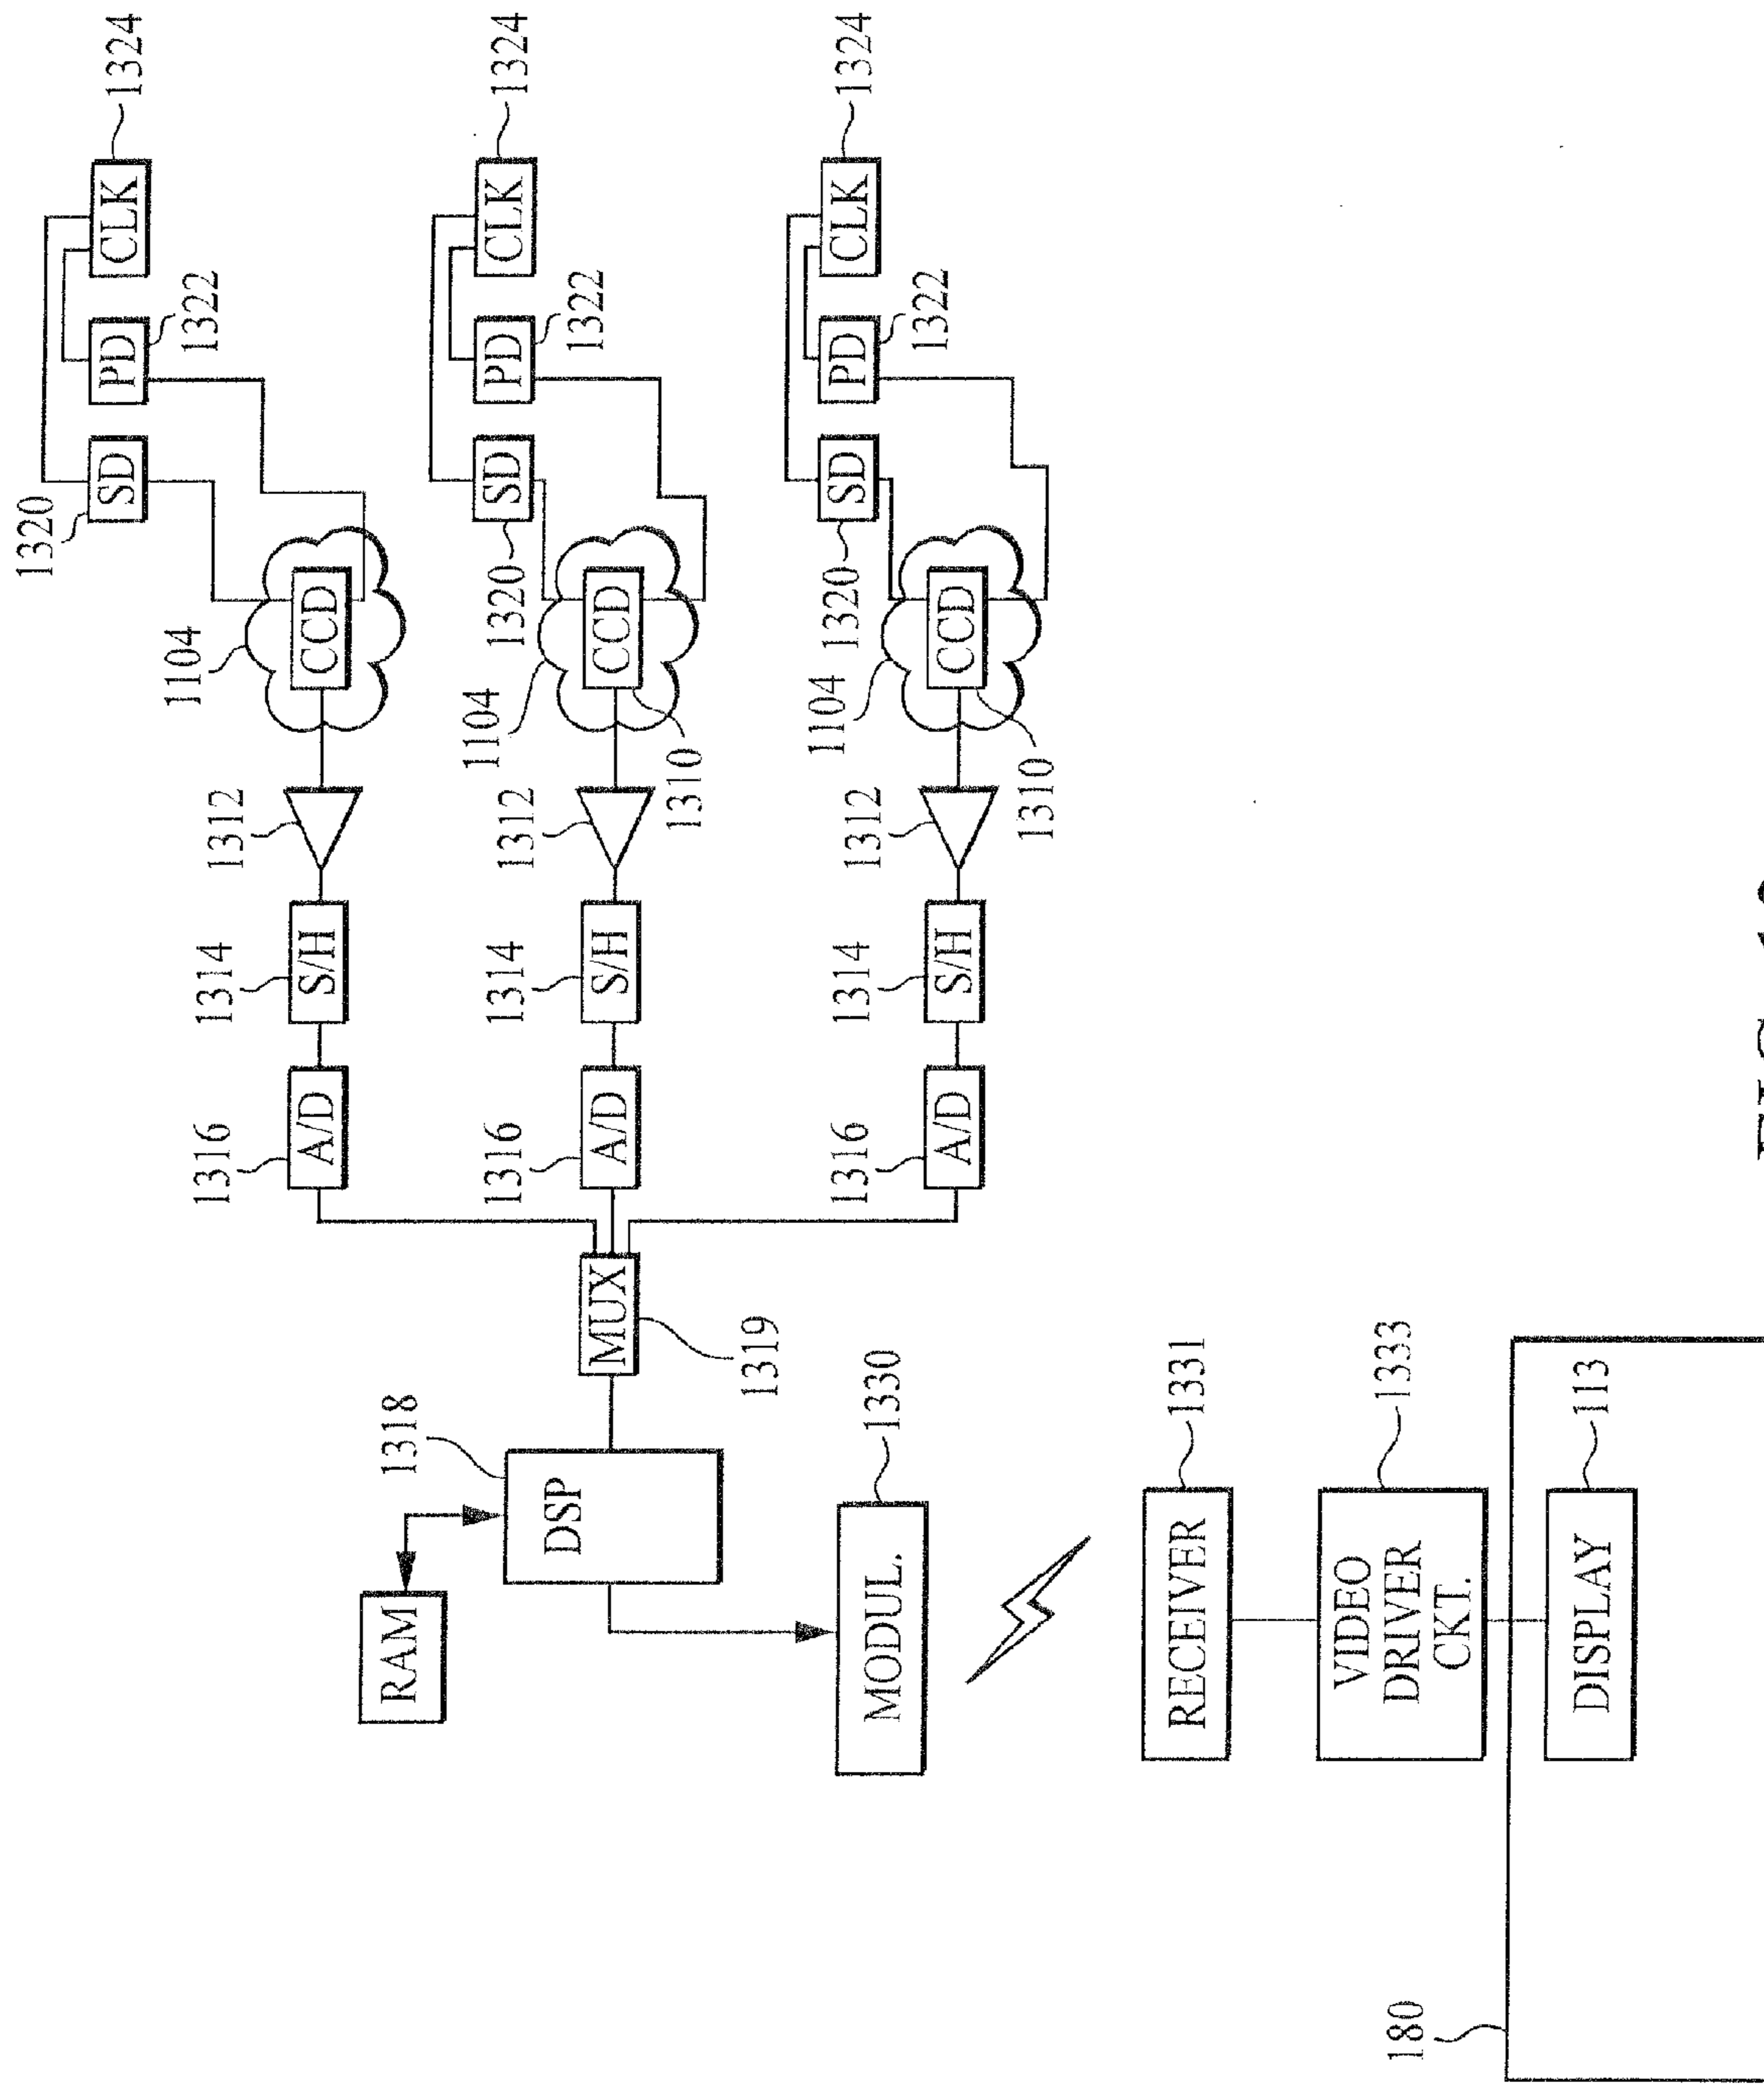 1320
SD
PD
1322
CLK
1324
1104
CCD
1312
1314
S/H
1316
A/D
1320
SD
PD
1322
CLK
1324
1104
CCD
1310
1312
1314
S/H
1316
A/D
1320
SD
PD
1322
CLK
1324
1104
CCD
1310
1312
1314
S/H
1316
A/D
MUX
1319
1318
DSP
RAM
1330
MODUL.
RECEIVER
1331
VIDEO
DRIVER
CKT.
1333
DISPLAY
113
180